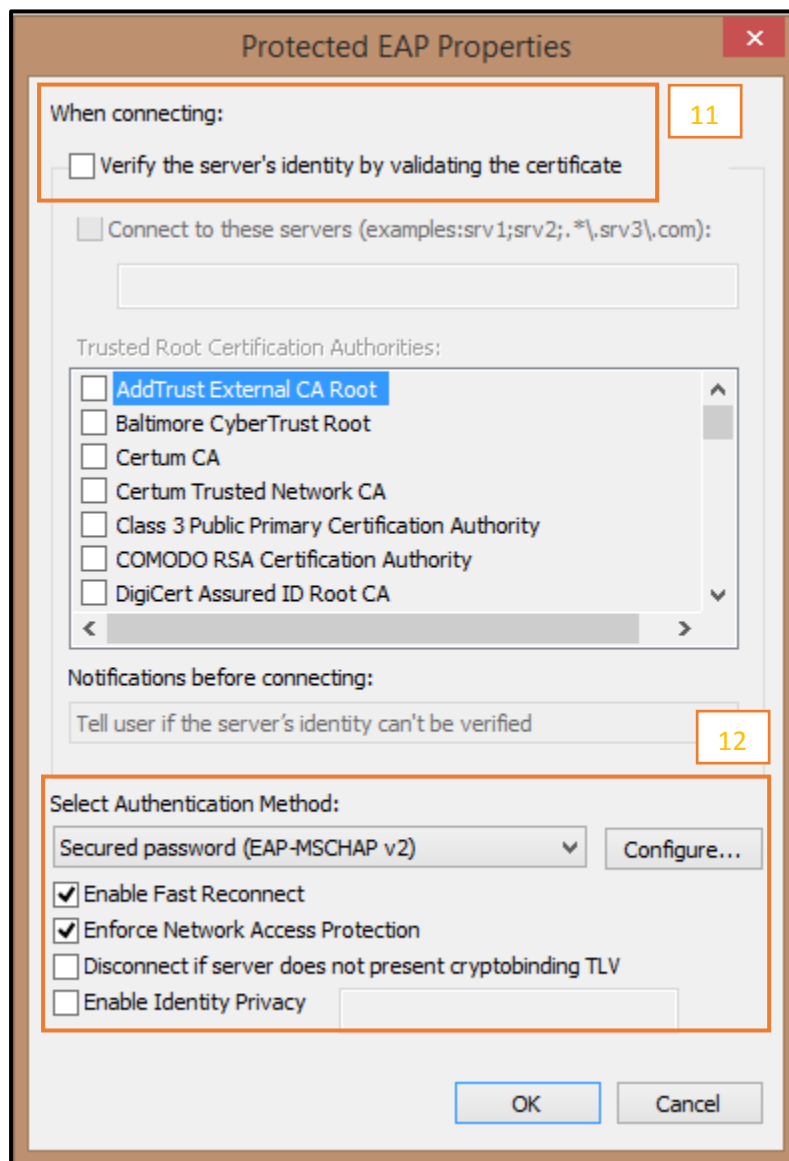 Protected EAP Properties
When connecting:
11
Verify the server's identity by validating the certificate
Connect to these servers (examples:srv1;srv2;.*\.srv3\.com):
Trusted Root Certification Authorities:
AddTrust External CA Root
Baltimore CyberTrust Root
Certum CA
Certum Trusted Network CA
Class 3 Public Primary Certification Authority
COMODO RSA Certification Authority
DigiCert Assured ID Root CA
Notifications before connecting:
Tell user if the server's identity can't be verified
12
Select Authentication Method:
Secured password (EAP-MSCHAP v2)
Configure...
Enable Fast Reconnect
Enforce Network Access Protection
Disconnect if server does not present cryptobinding TLV
Enable Identity Privacy
OK
Cancel